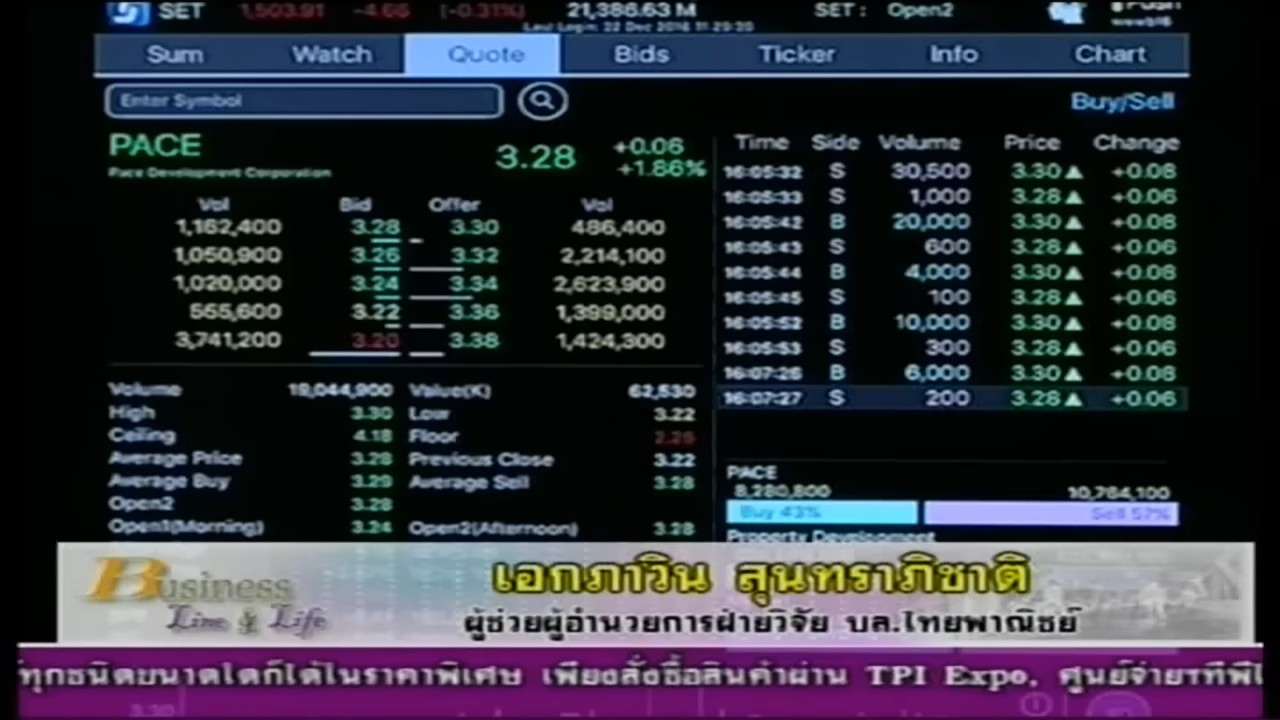 SET 1,503.91 -4.66 (-0.31%) 21,386.63 M SET : Open2
Last Login: 22 Dec 2016 11:29:20
Sum Watch Quote Bids Ticker Info Chart
Enter Symbol Buy/Sell
PACE 3.28 +0.06
Pace Development Corporation +1.86%
Vol Bid Offer Vol
1,162,400 3.28 3.30 486,400
1,050,900 3.26 3.32 2,214,100
1,020,000 3.24 3.34 2,623,900
555,600 3.22 3.36 1,399,000
3,741,200 3.20 3.38 1,424,300
Volume 19,044,900 Value(K) 62,530
High 3.30 Low 3.22
Ceiling 4.18 Floor 2.26
Average Price 3.28 Previous Close 3.22
Average Buy 3.29 Average Sell 3.28
Open2 3.28
Open1(Morning) 3.24 Open2(Afternoon) 3.28
Time Side Volume Price Change
16:05:32 S 30,500 3.30▲ +0.08
16:05:33 S 1,000 3.28▲ +0.06
16:05:42 B 20,000 3.30▲ +0.08
16:05:43 S 600 3.28▲ +0.06
16:05:44 B 4,000 3.30▲ +0.08
16:05:45 S 100 3.28▲ +0.06
16:05:52 B 10,000 3.30▲ +0.08
16:05:53 S 300 3.28▲ +0.06
16:07:26 B 6,000 3.30▲ +0.08
16:07:27 S 200 3.28▲ +0.06
PACE
8,280,800 10,784,100
Buy 43% Sell 57%
Property Development
Business
Line & Life
เอกภาวิน สุนทราภิชาติ
ผู้ช่วยผู้อำนวยการฝ่ายวิจัย บล.ไทยพาณิชย์
ทุกชนิดขนาดใดก็ได้ในราคาพิเศษ เพียงสั่งซื้อสินค้าผ่าน TPI Expo, ศูนย์จ่ายรทีพีไ